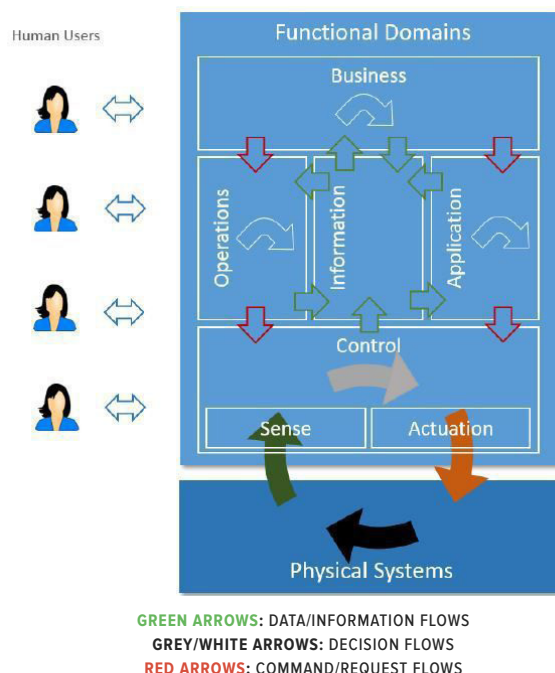 Human Users
Functional Domains
Business
Operations
Information
Application
Control
Sense
Actuation
Physical Systems
GREEN ARROWS: DATA/INFORMATION FLOWS
GREY/WHITE ARROWS: DECISION FLOWS
RED ARROWS: COMMAND/REQUEST FLOWS